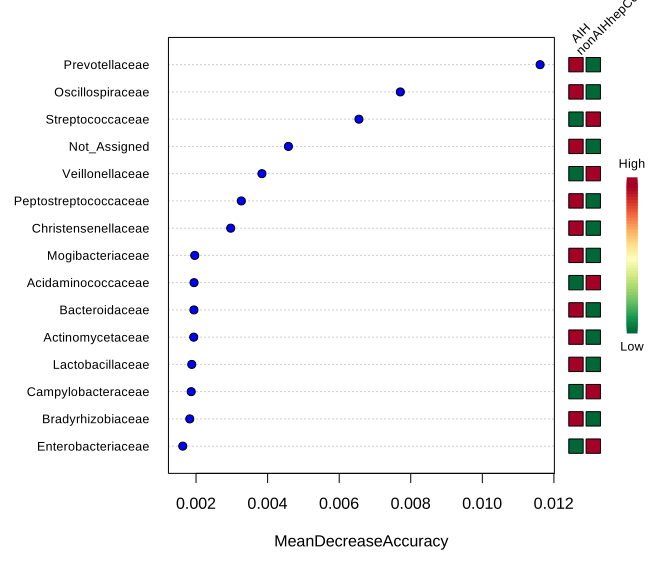 AIH
Prevotellaceae
Oscillospiraceae
Streptococcaceae
Not_Assigned
Veillonellaceae
Peptostreptococcaceae
Christensenellaceae
Mogibacteriaceae
Acidaminococcaceae
Bacteroidaceae
Actinomycetaceae
Lactobacillaceae
Campylobacteraceae
Bradyrhizobiaceae
Enterobacteriaceae
High
Low
0.002 0.004 0.006 0.008 0.010 0.012
MeanDecreaseAccuracy